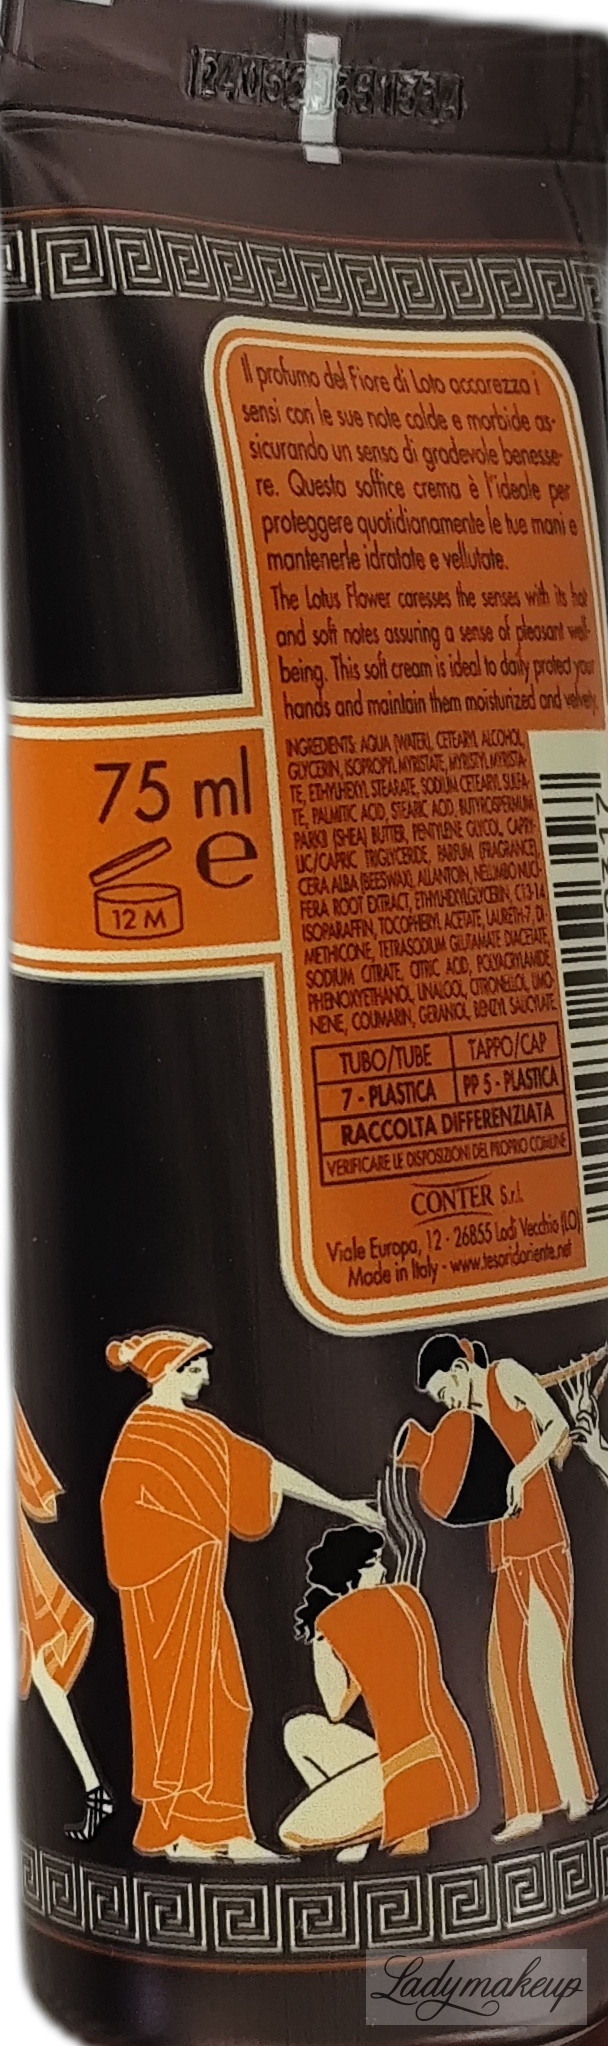 Il profumo del Fiore di Loto accarezza i
sensi con le sue note calde e morbide as-
sicurando un senso di gradevole benesse-
re. Questa soffice crema è l'ideale per
proteggere quotidianamente le tue mani e
mantenerle idratate e vellutate.
The Lotus Flower caresses the senses with its hot
and soft notes assuring a sense of pleasant well-
being. This soft cream is ideal to daily protect your
hands and maintain them moisturized and velvety.
75 ml
e
12 M
INGREDIENTS: AQUA (WATER), CETEARYL ALCOHOL,
GLYCERIN, ISOPROPYL MYRISTATE, MYRISTYL MYRISTA-
TE, ETHYLHEXYL STEARATE, SODIUM CETEARYL SULFA-
TE, PALMITIC ACID, STEARIC ACID, BUTYROSPERMUM
PARKII (SHEA) BUTTER, PENTYLENE GLYCOL, CAPRY-
LIC/CAPRIC TRIGLYCERIDE, PARFUM (FRAGRANCE),
CERA ALBA (BEESWAX), ALLANTOIN, NELUMBO NUCI-
FERA ROOT EXTRACT, ETHYLHEXYLGLYCERIN, C13-14
ISOPARAFFIN, TOCOPHERYL ACETATE, LAURETH-7, DI-
METHICONE, TETRASODIUM GLUTAMATE DIACETATE,
SODIUM CITRATE, CITRIC ACID, POLYACRYLAMIDE,
PHENOXYETHANOL, LINALOOL, CITRONELLOL, LIMO-
NENE, COUMARIN, GERANIOL, BENZYL SALICYLATE.
TUBO/TUBE TAPPO/CAP
7 - PLASTICA PP 5 - PLASTICA
RACCOLTA DIFFERENZIATA
VERIFICARE LE DISPOSIZIONI DEL PROPRIO COMUNE
CONTER S.r.l.
Viale Europa, 12 - 26855 Lodi Vecchio (LO)
Made in Italy - www.tesoridoriente.net
Ladymakeup